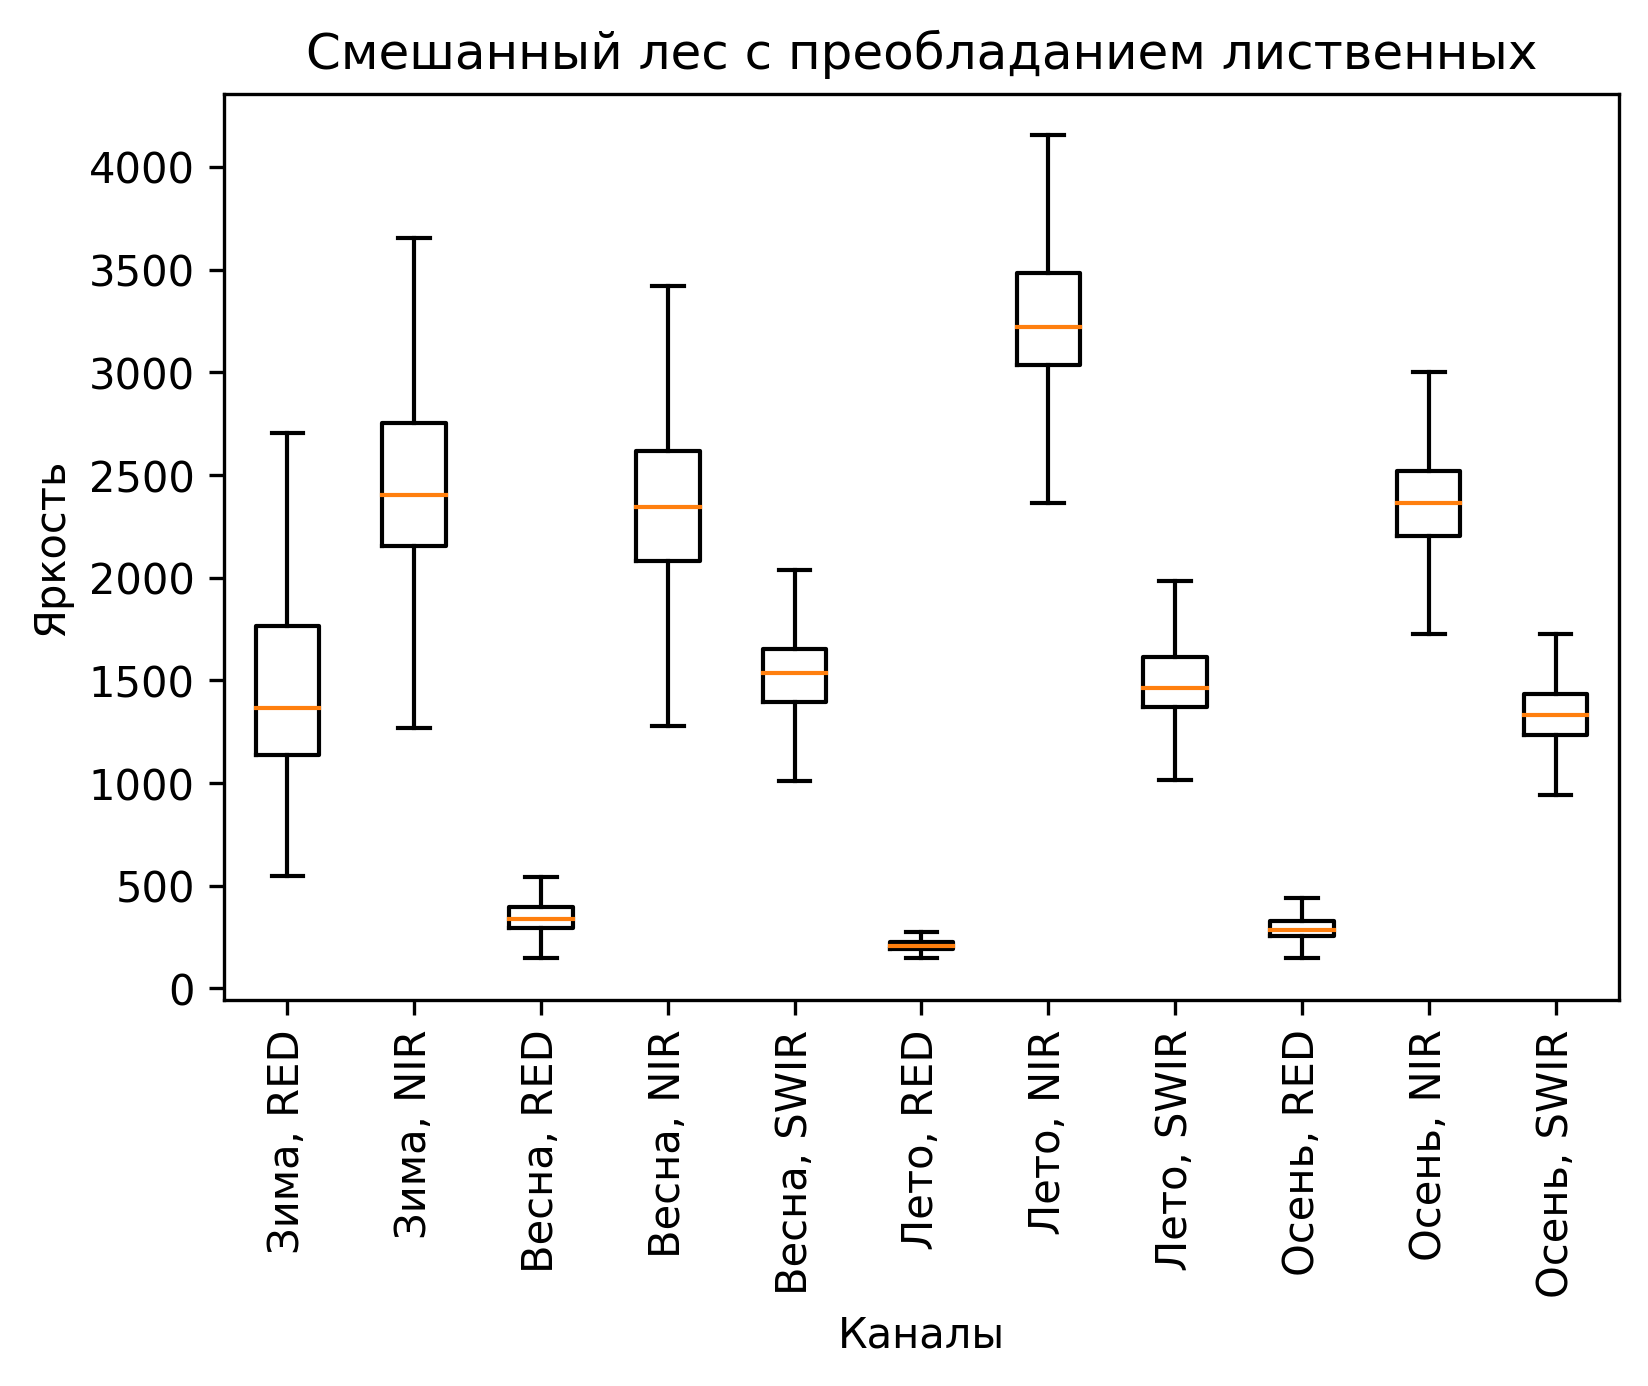 Смешанный лес с преобладанием лиственных
Яркость
4000
3500
3000
2500
2000
1500
1000
500
0
Зима, RED
Зима, NIR
Весна, RED
Весна, NIR
Весна, SWIR
Лето, RED
Лето, NIR
Лето, SWIR
Осень, RED
Осень, NIR
Осень, SWIR
Каналы